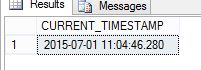 Results Messages
CURRENT_TIMESTAMP
1 2015-07-01 11:04:46.280